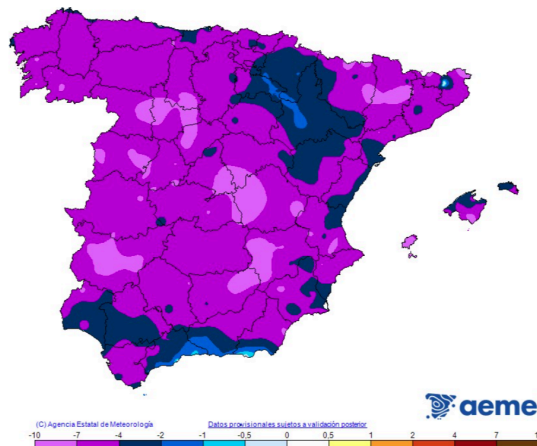 aeme
(C) Agencia Estatal de Meteorología Datos provisionales sujetos a validación posterior
-10 -7 -4 -2 -1 -0,5 0 0,5 1 2 4 7 1